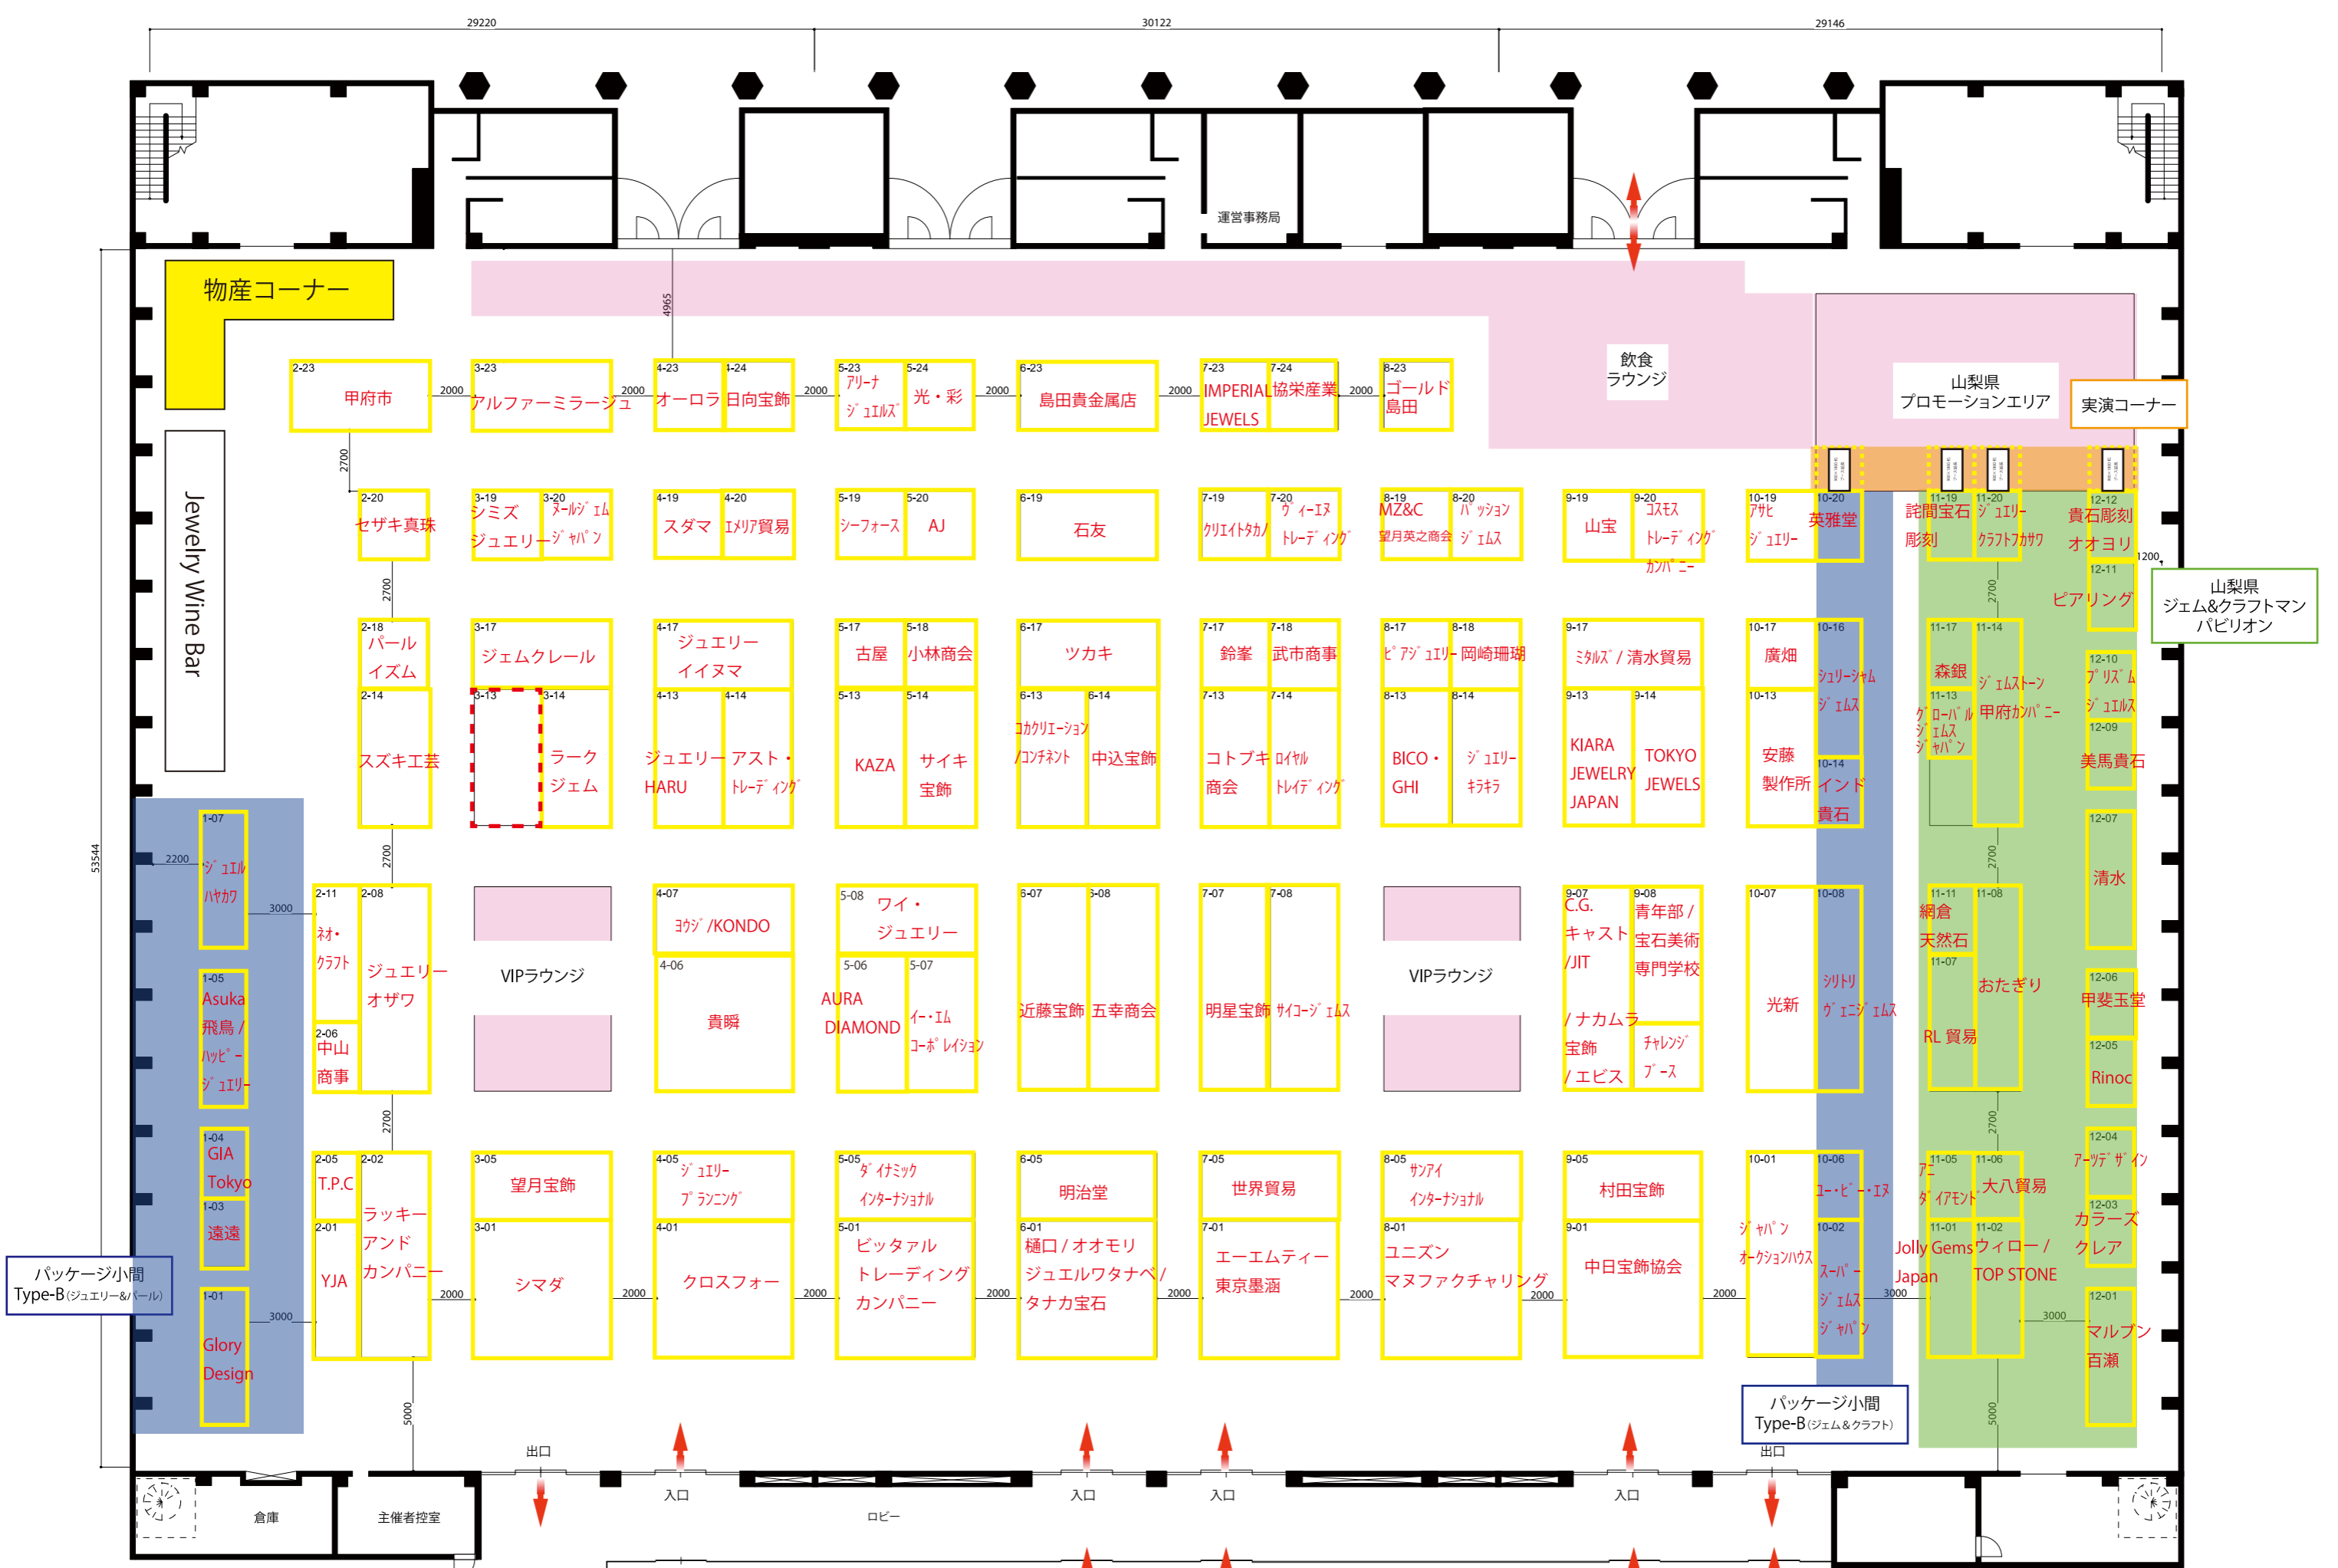 29220
30122
29146
運営事務局
物産コーナー
4965
53544
飲食
ラウンジ
山梨県
プロモーションエリア
実演コーナー
2-23
甲府市
2000
3-23
アルファーミラージュ
2000
4-23
オーロラ
4-24
日向宝飾
2000
5-23
アリーナ
ジュエルズ
5-24
光・彩
2000
6-23
島田貴金属店
2000
7-23
IMPERIAL
JEWELS
7-24
協栄産業
2000
8-23
ゴールド
島田
2700
Jewelry Wine Bar
2-20
セザキ真珠
3-19
シミズ
ジュエリー
3-20
ヌールジェム
ジャパン
4-19
スダマ
4-20
エメリア貿易
5-19
シーフォース
5-20
AJ
6-19
石友
7-19
クリエイトタカノ
7-20
ヴィーエヌ
トレーディング
8-19
MZ&C
望月英之商会
8-20
パッション
ジェムス
9-19
山宝
9-20
コスモス
トレーディング
カンパニー
10-19
アサヒ
ジュエリー
10-20
英雅堂
11-19
詫間宝石
彫刻
11-20
ジュエリー
クラフトフカサワ
12-12
貴石彫刻
オオヨリ
1200
12-11
ピアリング
山梨県
ジェム&クラフトマン
パビリオン
2700
2700
2-18
パール
イズム
3-17
ジェムクレール
4-17
ジュエリー
イイヌマ
5-17
古屋
5-18
小林商会
6-17
ツカキ
7-17
鈴峯
7-18
武市商事
8-17
ピアジュエリー
8-18
岡崎珊瑚
9-17
ミタルズ / 清水貿易
10-17
廣畑
10-16
シュリーシャム
ジェムス
11-17
森銀
11-14
ジェムストーン
甲府カンパニー
12-10
プリズム
ジュエルス
2-14
スズキ工芸
3-13
3-14
ラーク
ジェム
4-13
ジュエリー
HARU
4-14
アスト・
トレーディング
5-13
KAZA
5-14
サイキ
宝飾
6-13
コカクリエーション
/コンチネント
6-14
中込宝飾
7-13
コトブキ
商会
7-14
ロイヤル
トレイディング
8-13
BICO・
GHI
8-14
ジュエリー
キラキラ
9-13
KIARA
JEWELRY
JAPAN
9-14
TOKYO
JEWELS
10-13
安藤
製作所
10-14
インド
貴石
11-13
グローバル
ジェムス
ジャパン
12-09
美馬貴石
2700
2700
1-07
ジュエル
ハヤカワ
2200
3000
2-11
ネオ・
クラフト
2-08
ジュエリー
オザワ
2-06
中山
商事
VIPラウンジ
4-07
ヨウジ/KONDO
4-06
貴瞬
5-08
ワイ・
ジュエリー
5-06
AURA
DIAMOND
5-07
イー・エム
コーポレイション
6-07
近藤宝飾
6-08
五幸商会
7-07
明星宝飾
7-08
サイコージェムス
VIPラウンジ
9-07
C.G.
キャスト
/JIT
/ ナカムラ
宝飾
/ エビス
9-08
青年部 /
宝石美術
専門学校
チャレンジ
ブース
10-07
光新
10-08
シリトリ
ヴェニジェムス
11-11
網倉
天然石
11-07
RL 貿易
11-08
おたぎり
12-07
清水
12-06
甲斐玉堂
12-05
Rinoc
1-05
Asuka
飛鳥 /
ハッピー
ジュエリー
2700
2700
1-04
GIA
Tokyo
1-03
遠遠
1-01
Glory
Design
3000
パッケージ小間
Type-B(ジュエリー&パール)
2-05
T.P.C
2-01
YJA
2-02
ラッキー
アンド
カンパニー
2000
3-05
望月宝飾
3-01
シマダ
2000
4-05
ジュエリー
プランニング
4-01
クロスフォー
2000
5-05
ダイナミック
インターナショナル
5-01
ビッタァル
トレーディング
カンパニー
2000
6-05
明治堂
6-01
樋口 / オオモリ
ジュエルワタナベ /
タナカ宝石
2000
7-05
世界貿易
7-01
エーエムティー
東京墨涵
2000
8-05
サンアイ
インターナショナル
8-01
ユニズン
マヌファクチャリング
2000
9-05
村田宝飾
9-01
中日宝飾協会
2000
10-01
ジャパン
オークションハウス
10-06
ユー・ビー・エヌ
10-02
スーパー
ジェムス
ジャパン
3000
11-05
アニ
ダイアモンド
11-06
大八貿易
11-01
Jolly Gems
Japan
11-02
ウィロー /
TOP STONE
3000
12-04
アーツデザイン
12-03
カラーズ
クレア
12-01
マルブン
百瀬
パッケージ小間
Type-B(ジェム&クラフト)
5000
5000
出口
入口
入口
入口
入口
出口
倉庫
主催者控室
ロビー